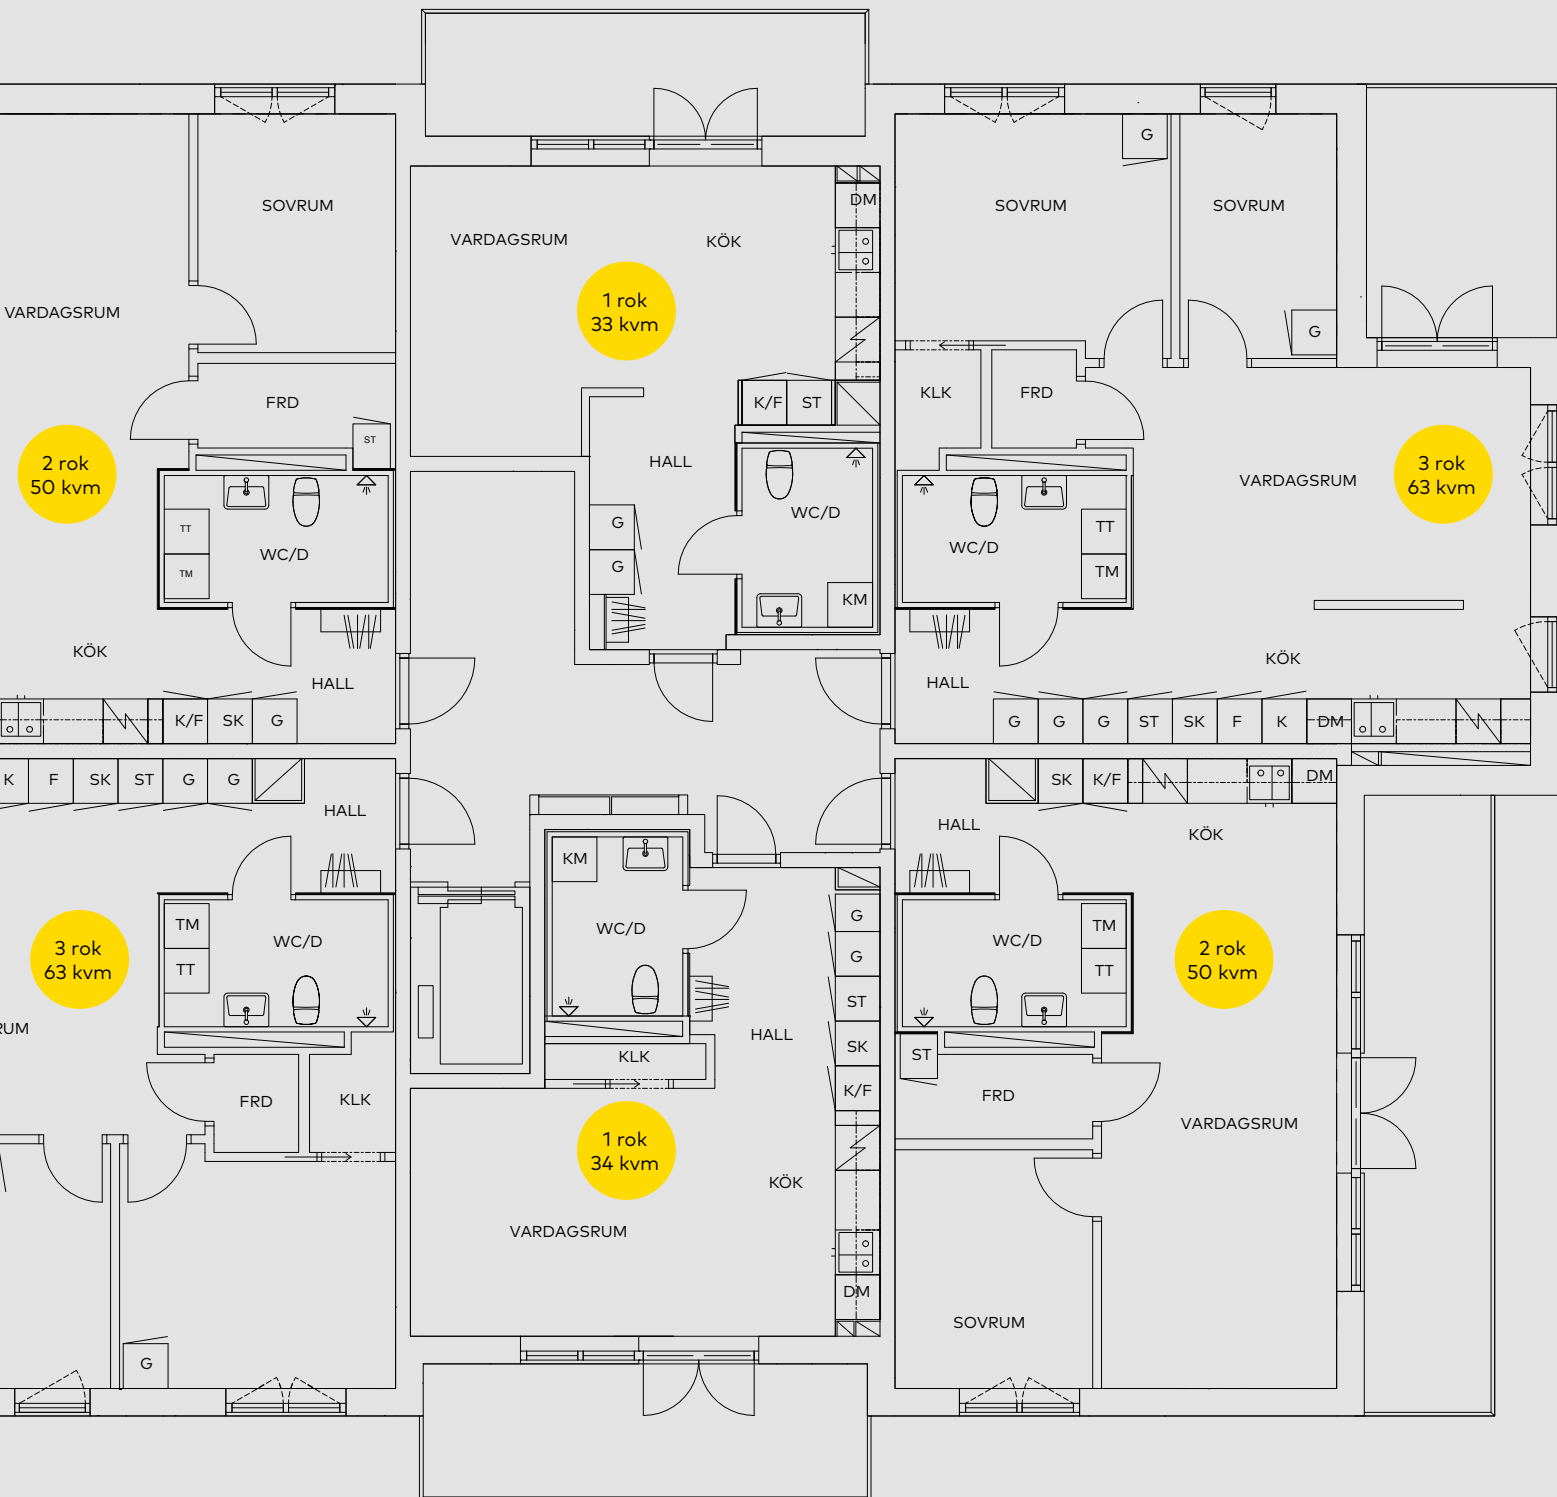 SOVRUM
VARDAGSRUM
FRD
ST
2 rok
50 kvm
TT
TM
WC/D
KÖK
HALL
K/F
SK
G
VARDAGSRUM
KÖK
DM
1 rok
33 kvm
K/F
ST
HALL
G
G
WC/D
KM
G
SOVRUM
SOVRUM
G
KLK
FRD
VARDAGSRUM
3 rok
63 kvm
WC/D
TT
TM
KÖK
HALL
G
G
G
ST
SK
F
K
DM
K
F
SK
ST
G
G
HALL
TM
TT
WC/D
3 rok
63 kvm
RUM
FRD
KLK
G
KM
WC/D
KLK
HALL
G
G
ST
SK
K/F
1 rok
34 kvm
KÖK
VARDAGSRUM
DM
SK
K/F
DM
HALL
KÖK
WC/D
TM
TT
2 rok
50 kvm
ST
FRD
VARDAGSRUM
SOVRUM